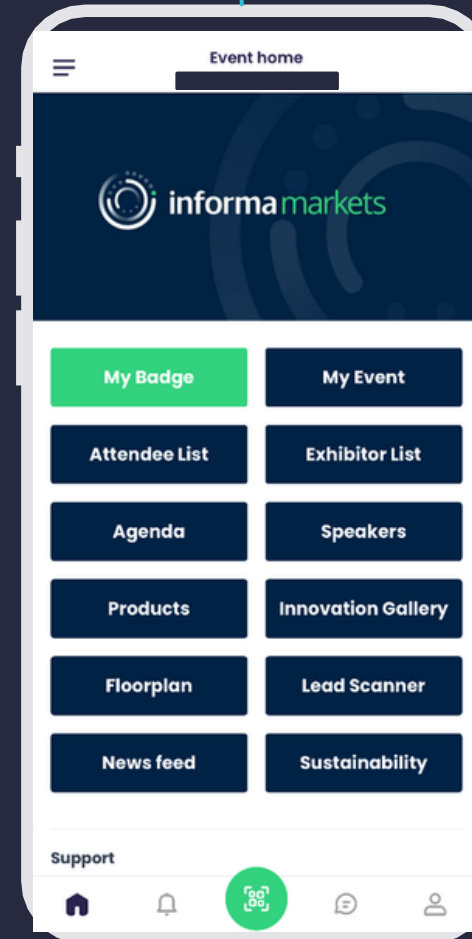 Event home
informa markets
My Badge
My Event
Attendee List
Exhibitor List
Agenda
Speakers
Products
Innovation Gallery
Floorplan
Lead Scanner
News feed
Sustainability
Support